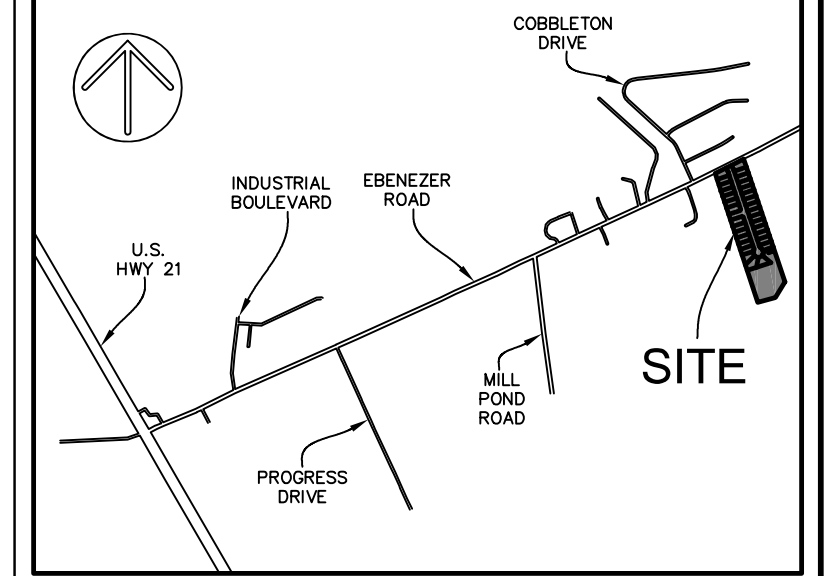 COBBLETON
DRIVE
INDUSTRIAL
BOULEVARD
EBENEZER
ROAD
U.S.
HWY 21
SITE
MILL
POND
ROAD
PROGRESS
DRIVE